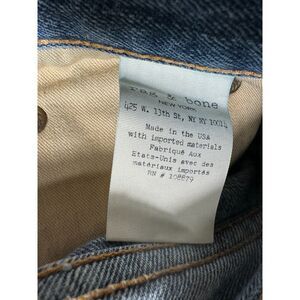 rag & bone
NEW YORK
425 W. 13th St, NY NY 10014
Made in the USA
with imported materials
Fabriqué Aux
Etats-Unis avec des
matériaux importés
RN # 108879